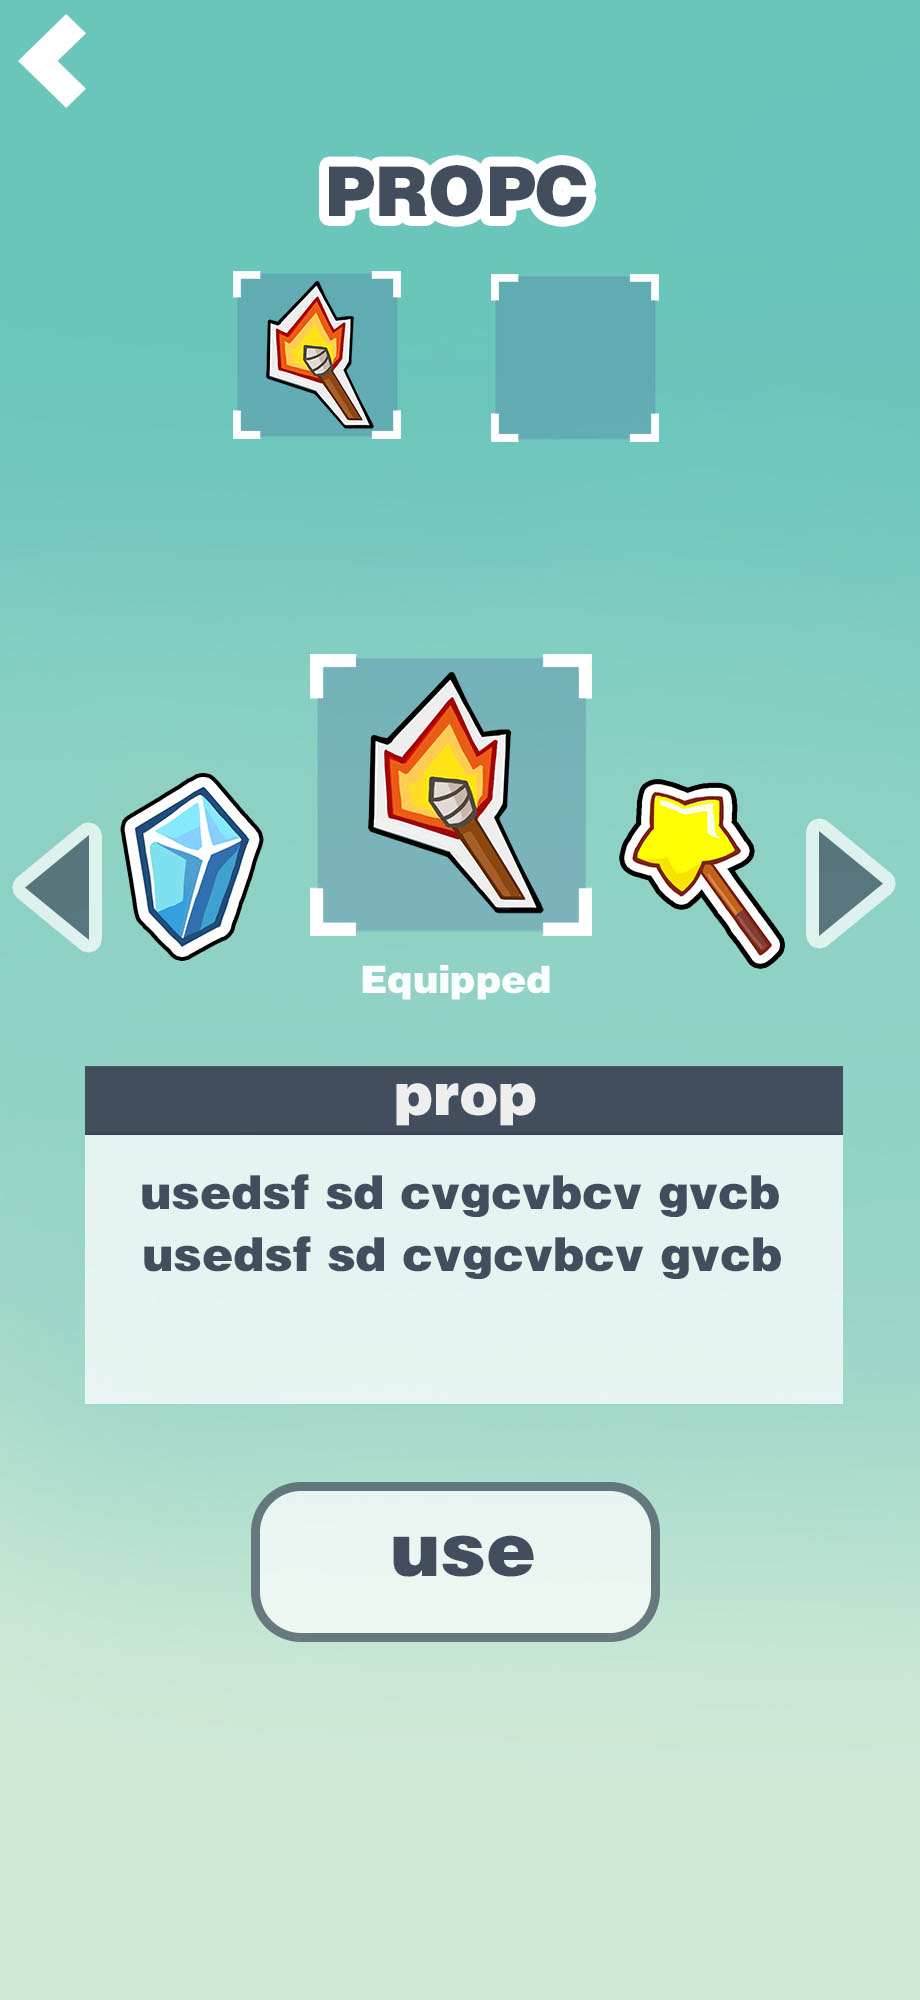 PROPC
Equipped
prop
usedsf sd cvgcvbcv gvcb
usedsf sd cvgcvbcv gvcb
use